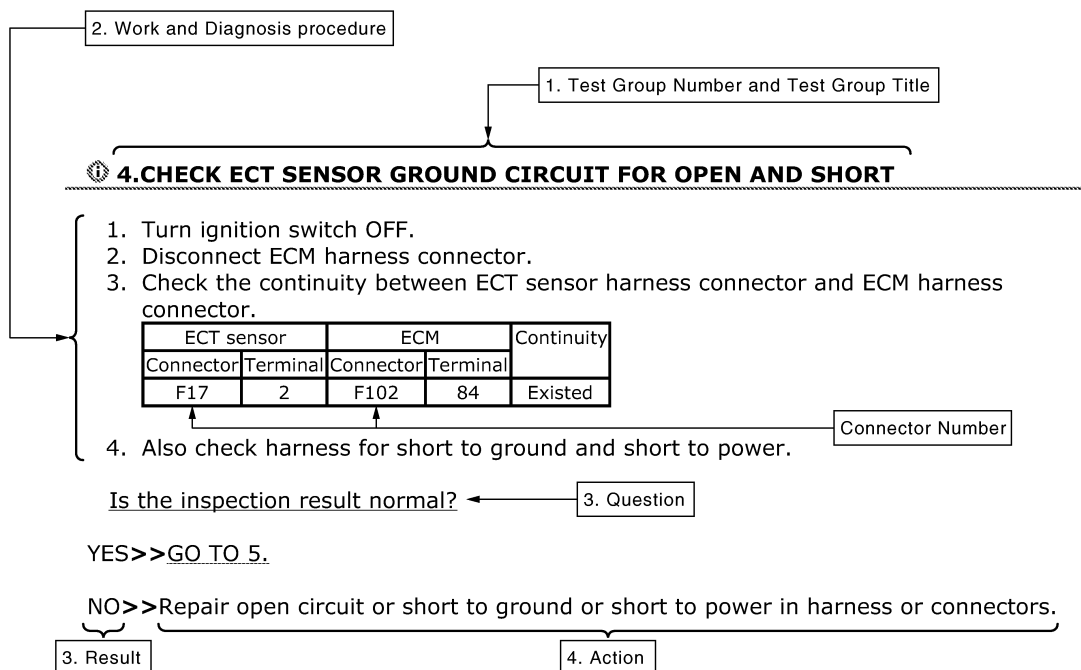 2. Work and Diagnosis procedure
1. Test Group Number and Test Group Title
4.CHECK ECT SENSOR GROUND CIRCUIT FOR OPEN AND SHORT
1. Turn ignition switch OFF.
2. Disconnect ECM harness connector.
3. Check the continuity between ECT sensor harness connector and ECM harness
connector.
ECT sensor ECM Continuity
Connector Terminal Connector Terminal
F17 2 F102 84 Existed
Connector Number
4. Also check harness for short to ground and short to power.
Is the inspection result normal? 3. Question
YES>>GO TO 5.
NO>>Repair open circuit or short to ground or short to power in harness or connectors.
3. Result 4. Action